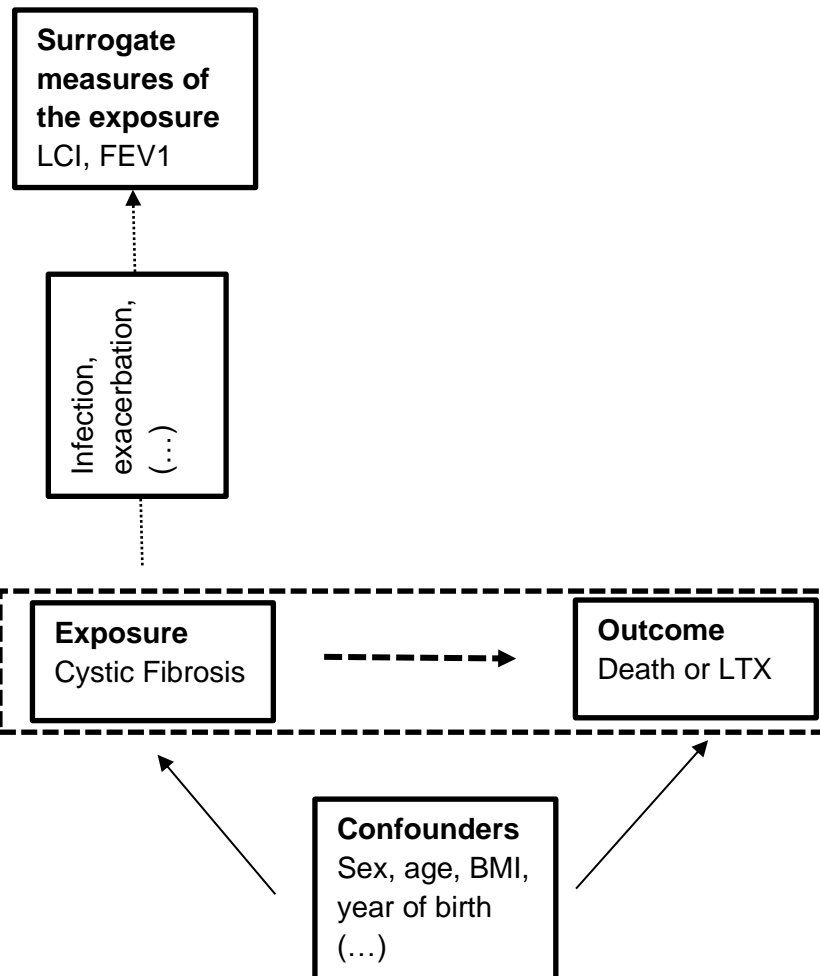 Surrogate
measures of
the exposure
LCI, FEV1
Infection,
exacerbation,
(…)
Exposure
Cystic Fibrosis
Outcome
Death or LTX
Confounders
Sex, age, BMI,
year of birth
(…)